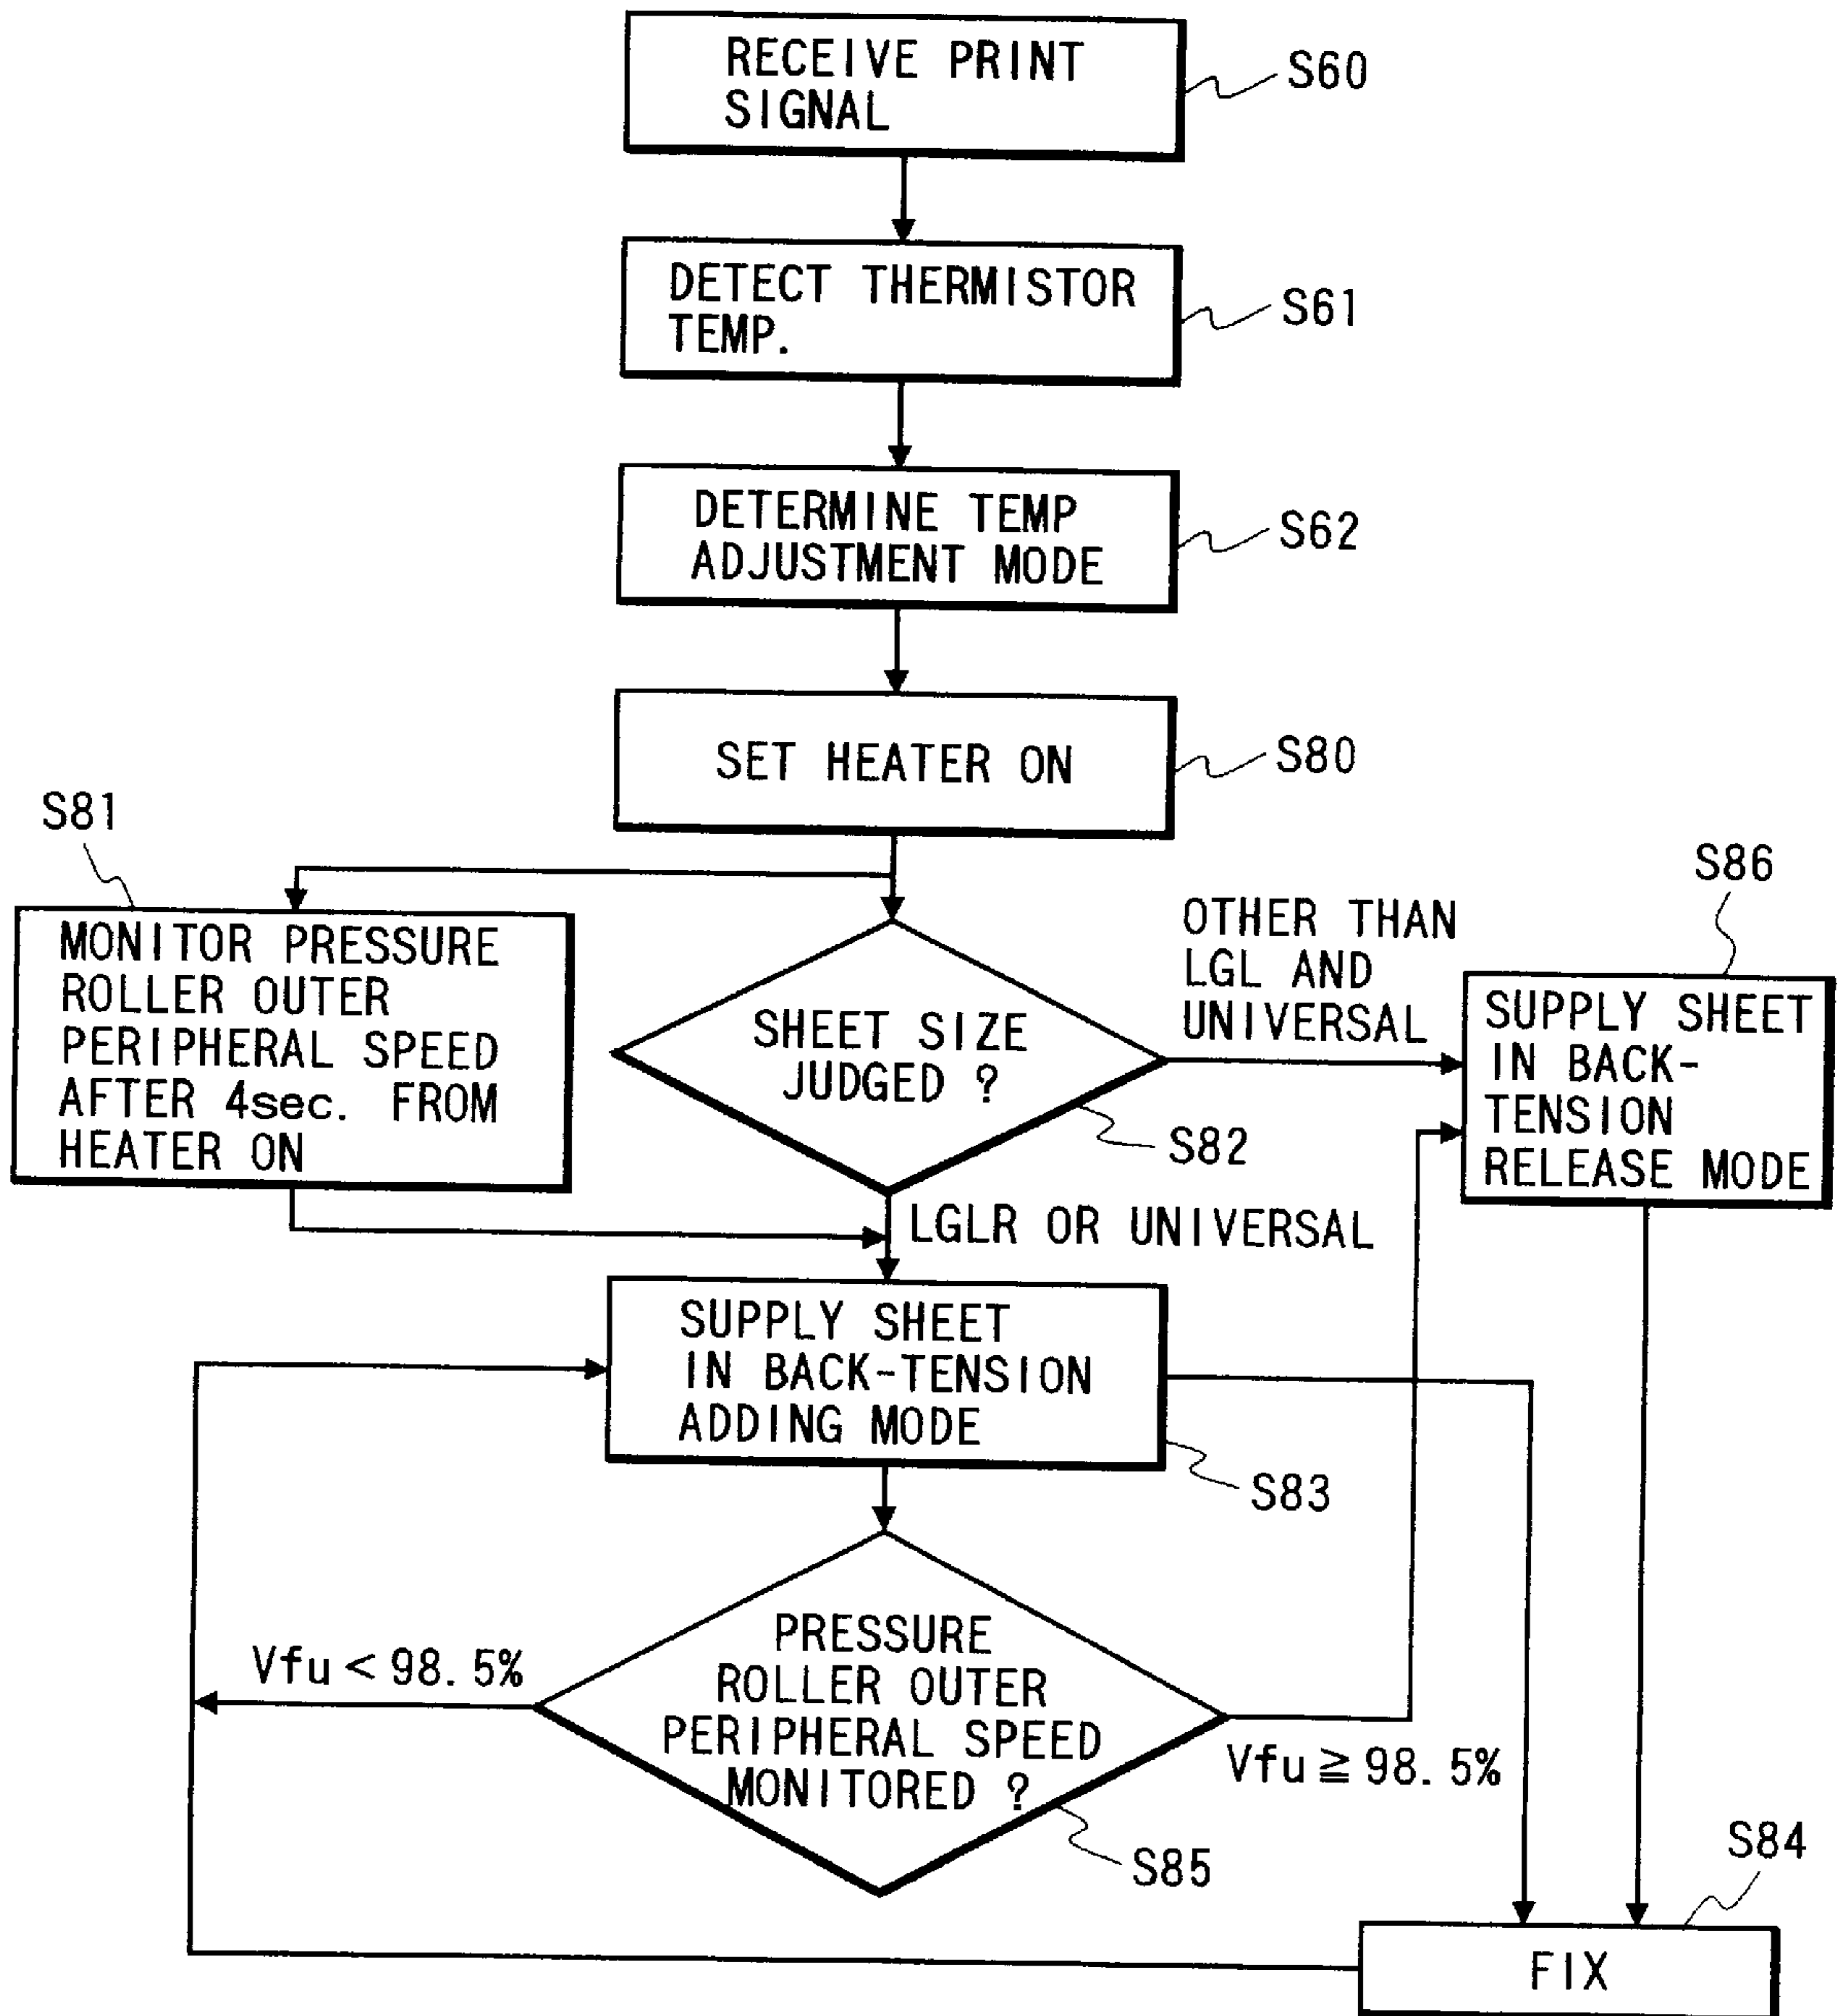 RECEIVE PRINT
SIGNAL
S60
DETECT THERMISTOR
TEMP.
S61
DETERMINE TEMP
ADJUSTMENT MODE
S62
SET HEATER ON
S80
S81
MONITOR PRESSURE
ROLLER OUTER
PERIPHERAL SPEED
AFTER 4sec. FROM
HEATER ON
SHEET SIZE
JUDGED ?
S82
OTHER THAN
LGL AND
UNIVERSAL
S86
SUPPLY SHEET
IN BACK-
TENSION
RELEASE MODE
LGLR OR UNIVERSAL
SUPPLY SHEET
IN BACK-TENSION
ADDING MODE
S83
PRESSURE
ROLLER OUTER
PERIPHERAL SPEED
MONITORED ?
S85
Vfu < 98.5%
Vfu ≧ 98.5%
S84
FIX